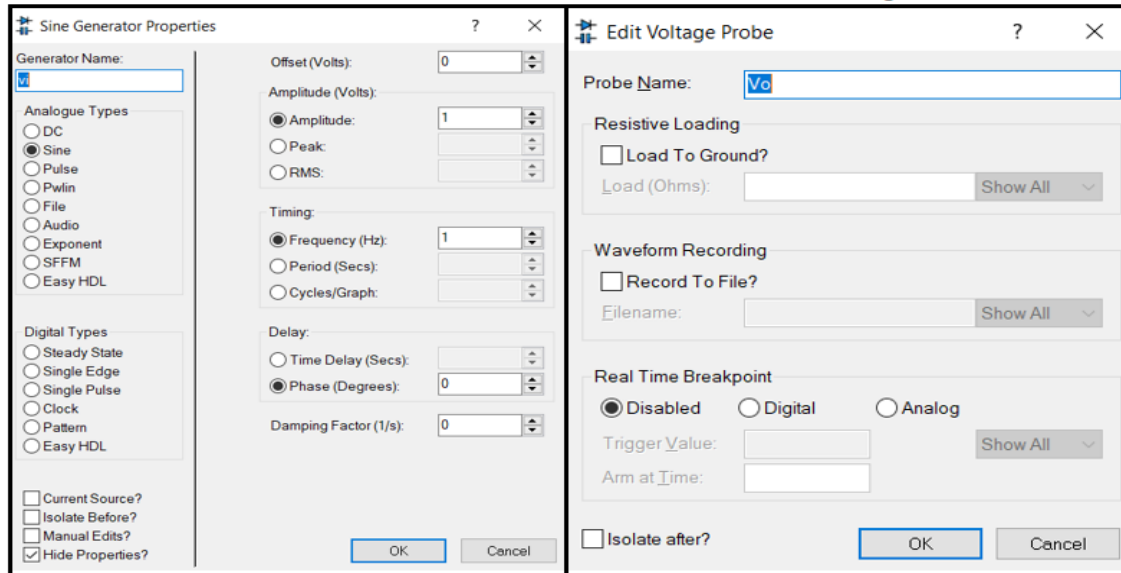 Sine Generator Properties ? ×
Generator Name:
vi
Analogue Types
DC
Sine
Pulse
Pwlin
File
Audio
Exponent
SFFM
Easy HDL
Digital Types
Steady State
Single Edge
Single Pulse
Clock
Pattern
Easy HDL
Current Source?
Isolate Before?
Manual Edits?
Hide Properties?
Offset (Volts): 0
Amplitude (Volts):
Amplitude: 1
Peak:
RMS:
Timing:
Frequency (Hz): 1
Period (Secs):
Cycles/Graph:
Delay:
Time Delay (Secs):
Phase (Degrees): 0
Damping Factor (1/s): 0
OK Cancel
Edit Voltage Probe ? ×
Probe Name: Vo
Resistive Loading
Load To Ground?
Load (Ohms): Show All
Waveform Recording
Record To File?
Filename: Show All
Real Time Breakpoint
Disabled Digital Analog
Trigger Value: Show All
Arm at Time:
Isolate after? OK Cancel